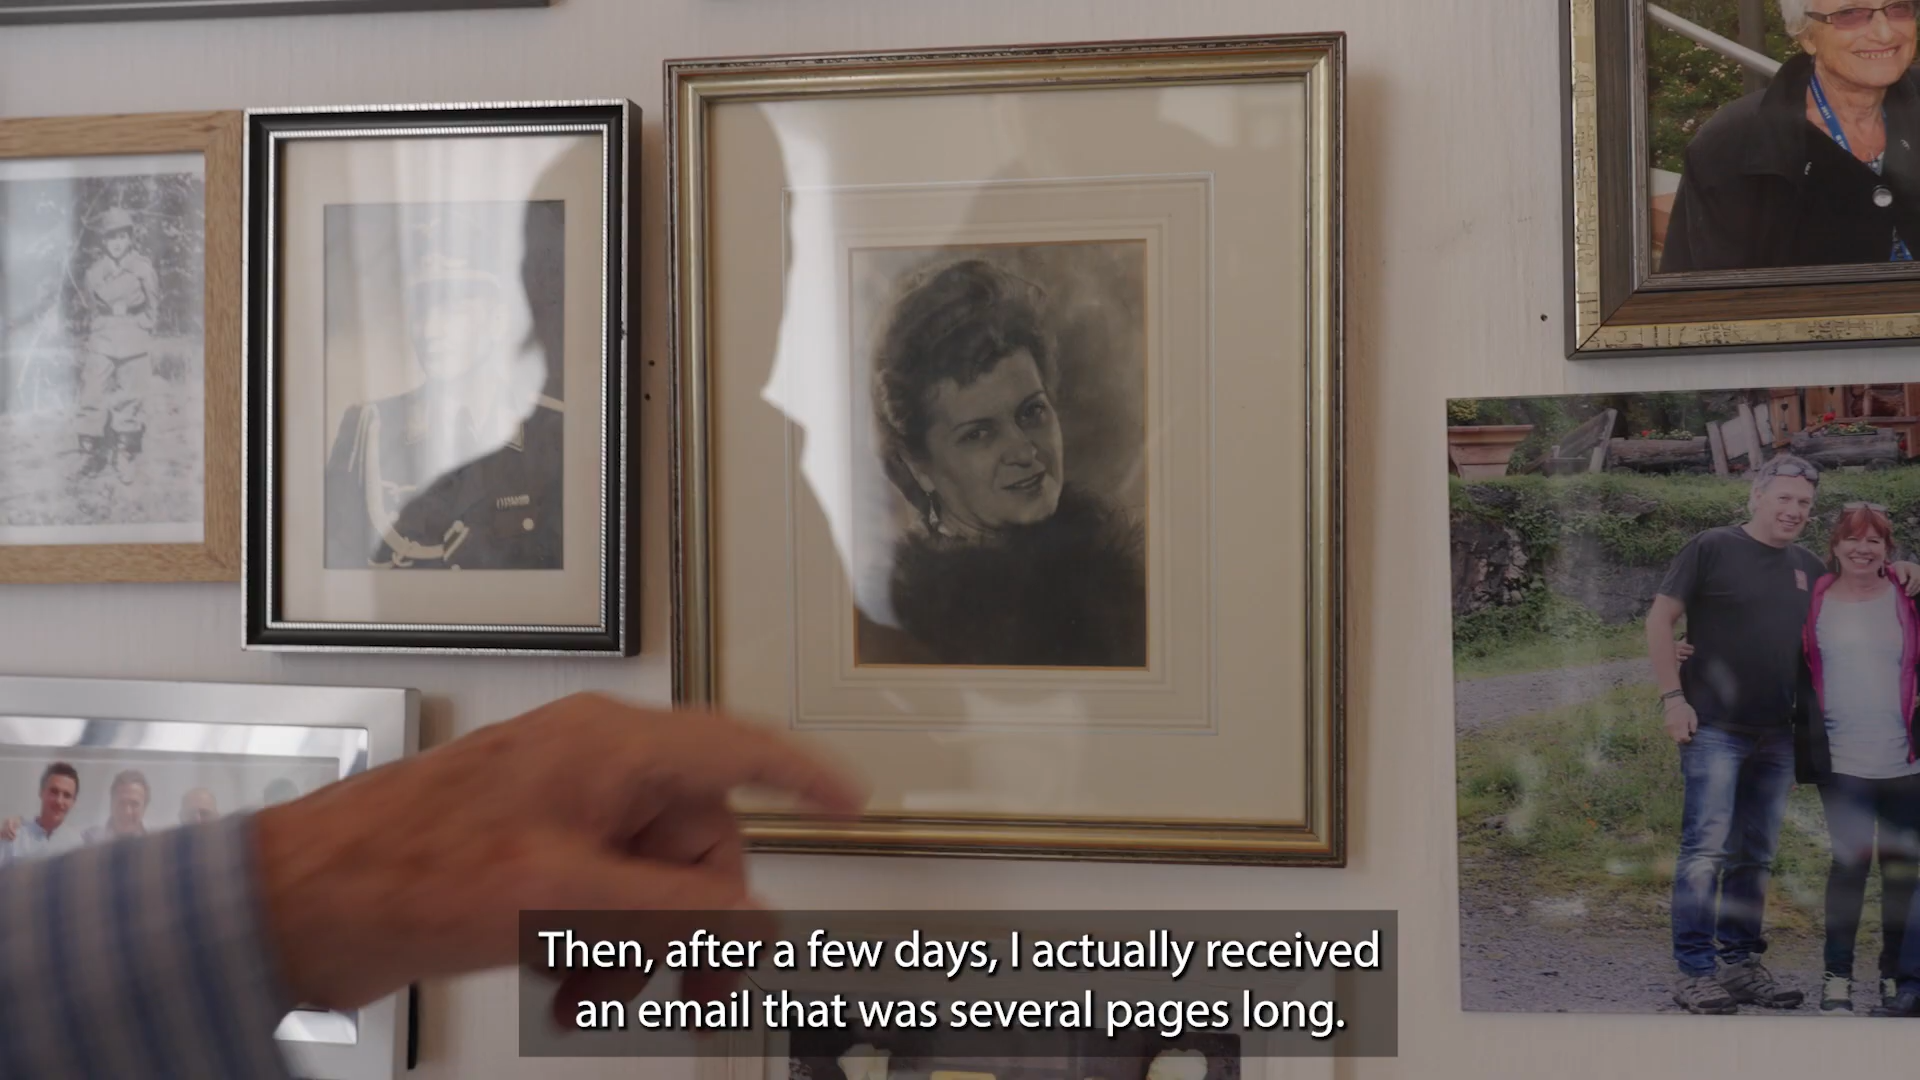 Then, after a few days, I actually received
an email that was several pages long.